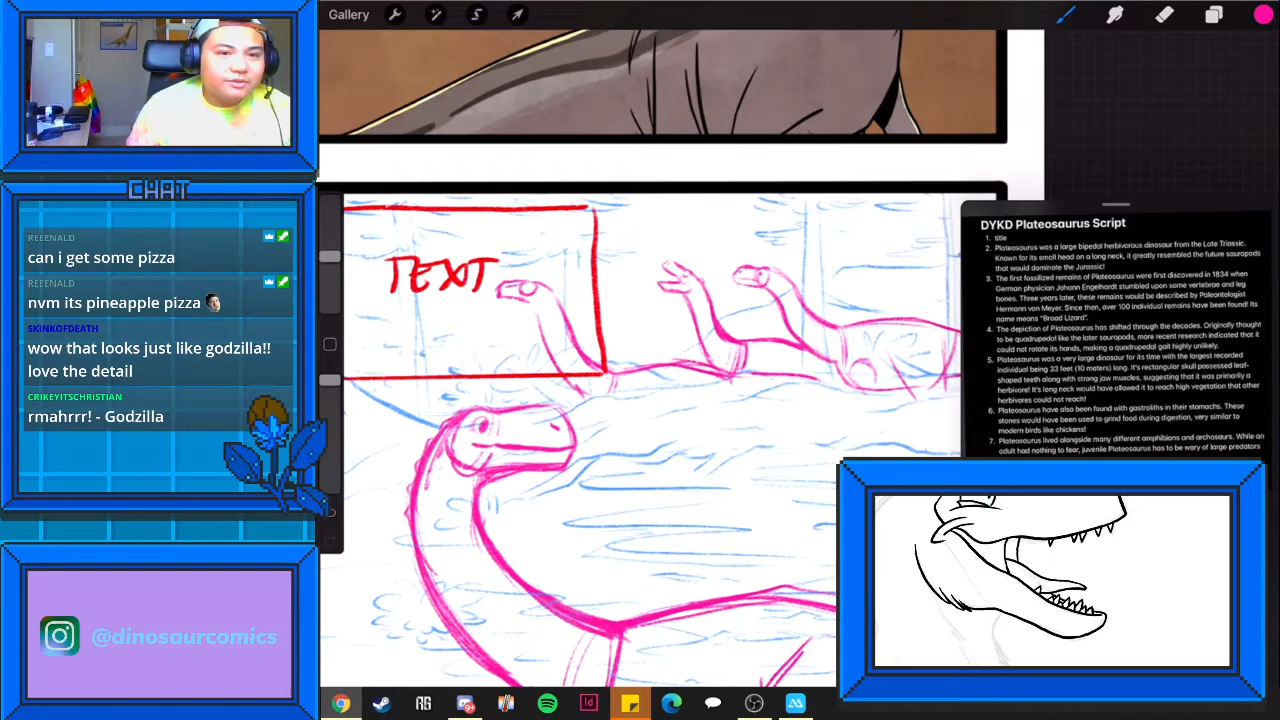 Gallery
CHAT
REEENALD
can i get some pizza
REEENALD
nvm its pineapple pizza
SKINKOFDEATH
wow that looks just like godzilla!!
love the detail
CRIKEYITSCHRISTIAN
rmahrrr! - Godzilla
@dinosaurcomics
TEXT
DYKD Plateosaurus Script
1. title
2. Plateosaurus was a large bipedal herbivorous dinosaur from the Late Triassic.
Known for its small head on a long neck, it greatly resembled the future sauropods
that would dominate the Jurassic!
3. The first fossilized remains of Plateosaurus were first discovered in 1834 when
German physician Johann Engelhardt stumbled upon some vertebrae and leg
bones. Three years later, these remains would be described by Paleontologist
Hermann von Meyer. Since then, over 100 individual remains have been found! Its
name means "Broad Lizard".
4. The depiction of Plateosaurus has shifted through the decades. Originally thought
to be quadrupedal like the later sauropods, more recent research indicated that it
could not rotate its hands, making a quadrupedal gait highly unlikely.
5. Plateosaurus was a very large dinosaur for its time with the largest recorded
individual being 33 feet (10 meters) long. It's rectangular skull possessed leaf-
shaped teeth along with strong jaw muscles, suggesting that it was primarily a
herbivore! It's long neck would have allowed it to reach high vegetation that other
herbivores could not reach!
6. Plateosaurus have also been found with gastroliths in their stomachs. These
stones would have been used to grind food during digestion, very similar to
modern birds like chickens!
7. Plateosaurus lived alongside many different amphibians and archosaurs. While an
adult had nothing to fear, juvenile Plateosaurus has to be wary of large predators
Id